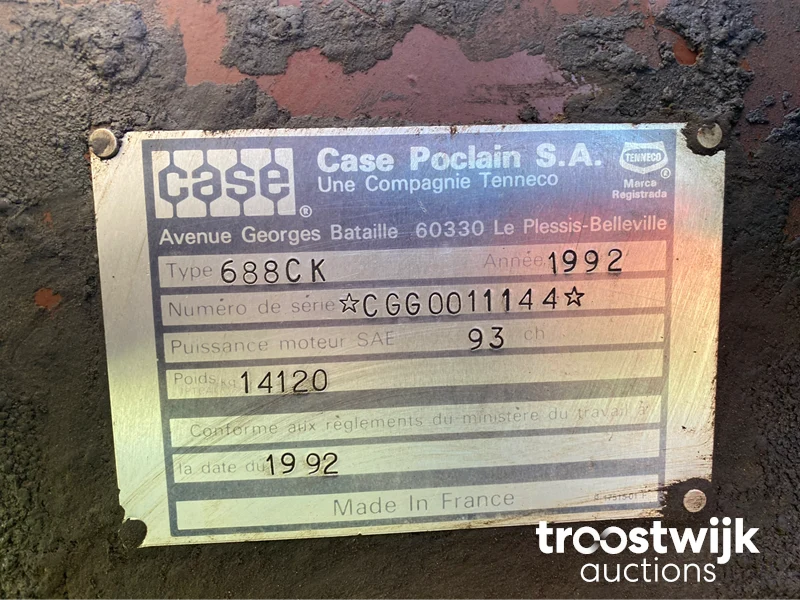 case ®
Case Poclain S.A.
Une Compagnie Tenneco
TENNECO ®
Marca
Registrada
Avenue Georges Bataille 60330 Le Plessis-Belleville
Type 688CK Année 1992
Numéro de série ☆CGG0011144☆
Puissance moteur SAE 93 ch
Poids kg 14120
Conforme aux règlements du ministère du travail à
la date du 1992
Made In France
troostwijk
auctions